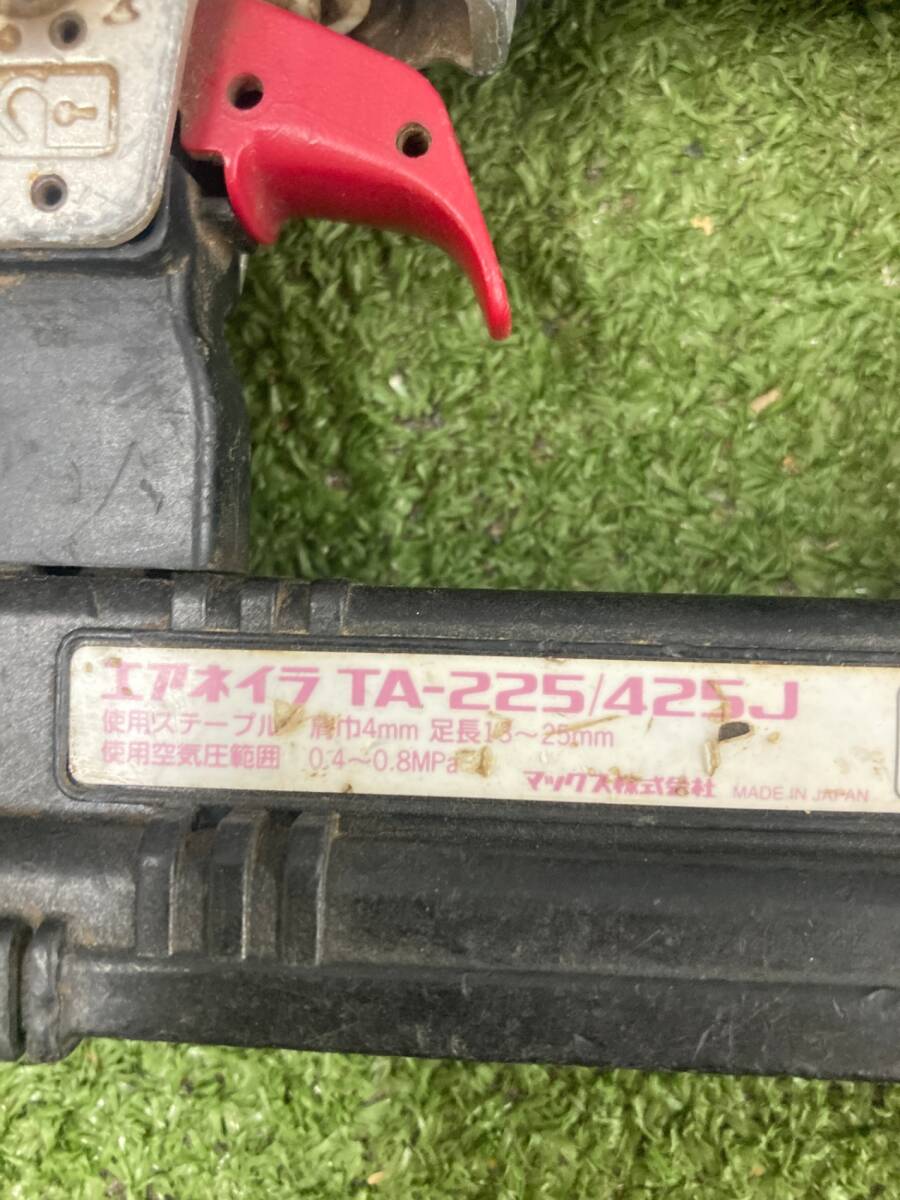 エアネイラ TA-225/425J
使用ステープル 肩巾4mm 足長13~25mm
使用空気圧範囲 0.4~0.8MPa
マックス株式会社 MADE IN JAPAN